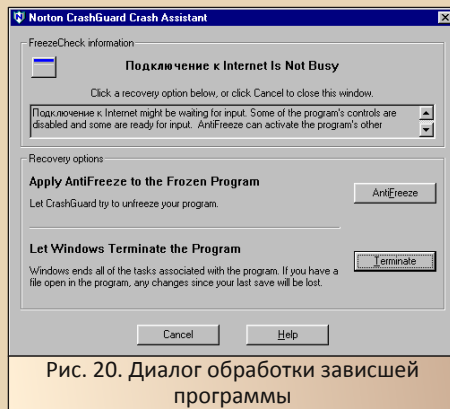 Norton CrashGuard Crash Assistant
FreezeCheck information
Подключение к Internet Is Not Busy
Click a recovery option below, or click Cancel to close this window.
Подключение к Internet might be waiting for input. Some of the program's controls are
disabled and some are ready for input. AntiFreeze can activate the program's other
Recovery options
Apply AntiFreeze to the Frozen Program
Let CrashGuard try to unfreeze your program.
AntiFreeze
Let Windows Terminate the Program
Windows ends all of the tasks associated with the program. If you have a
file open in the program, any changes since your last save will be lost.
Terminate
Cancel
Help
Рис. 20. Диалог обработки зависшей
программы